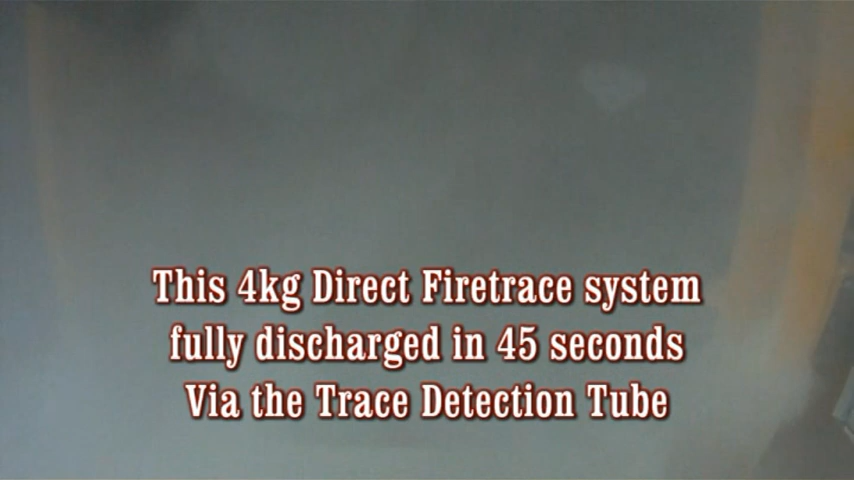 This 4kg Direct Firetrace system
fully discharged in 45 seconds
Via the Trace Detection Tube